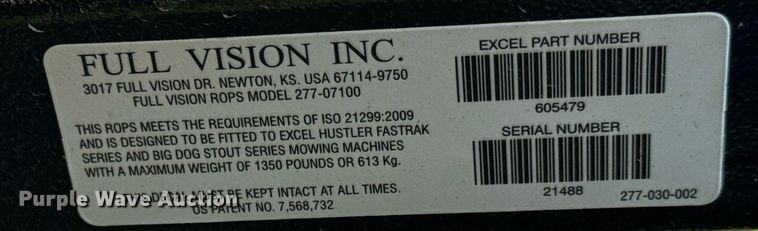 FULL VISION INC.
3017 FULL VISION DR. NEWTON, KS. USA 67114-9750
FULL VISION ROPS MODEL 277-07100
THIS ROPS MEETS THE REQUIREMENTS OF ISO 21299:2009
AND IS DESIGNED TO BE FITTED TO EXCEL HUSTLER FASTRAK
SERIES AND BIG DOG STOUT SERIES MOWING MACHINES
WITH A MAXIMUM WEIGHT OF 1350 POUNDS OR 613 Kg.
THIS DECAL MUST BE KEPT INTACT AT ALL TIMES.
US PATENT NO. 7,568,732
EXCEL PART NUMBER
605479
SERIAL NUMBER
21488
277-030-002
Purple Wave Auction